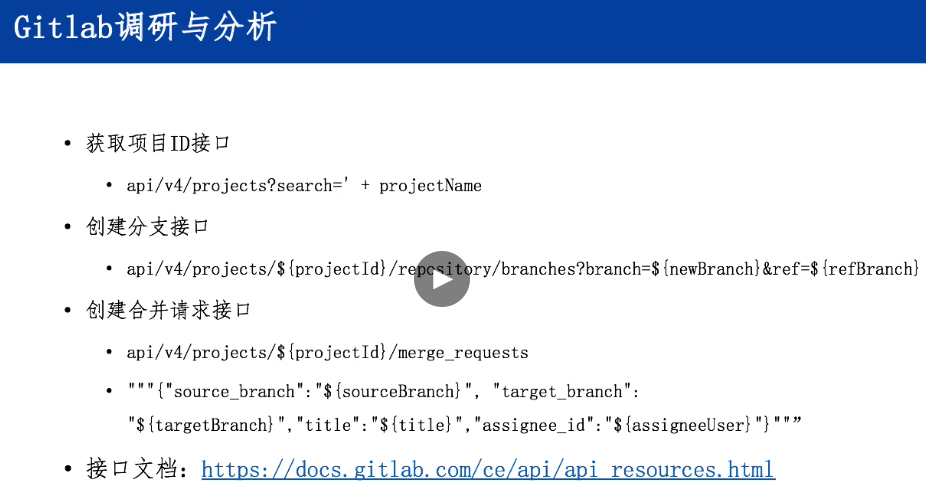 Gitlab调研与分析
• 获取项目ID接口
• api/v4/projects?search=' + projectName
• 创建分支接口
• api/v4/projects/${projectId}/repository/branches?branch=${newBranch}&ref=${refBranch}
• 创建合并请求接口
• api/v4/projects/${projectId}/merge_requests
• """{"source_branch":"${sourceBranch}", "target_branch":
"${targetBranch}","title":"${title}","assignee_id":"${assigneeUser}"}""”
• 接口文档：https://docs.gitlab.com/ce/api/api_resources.html